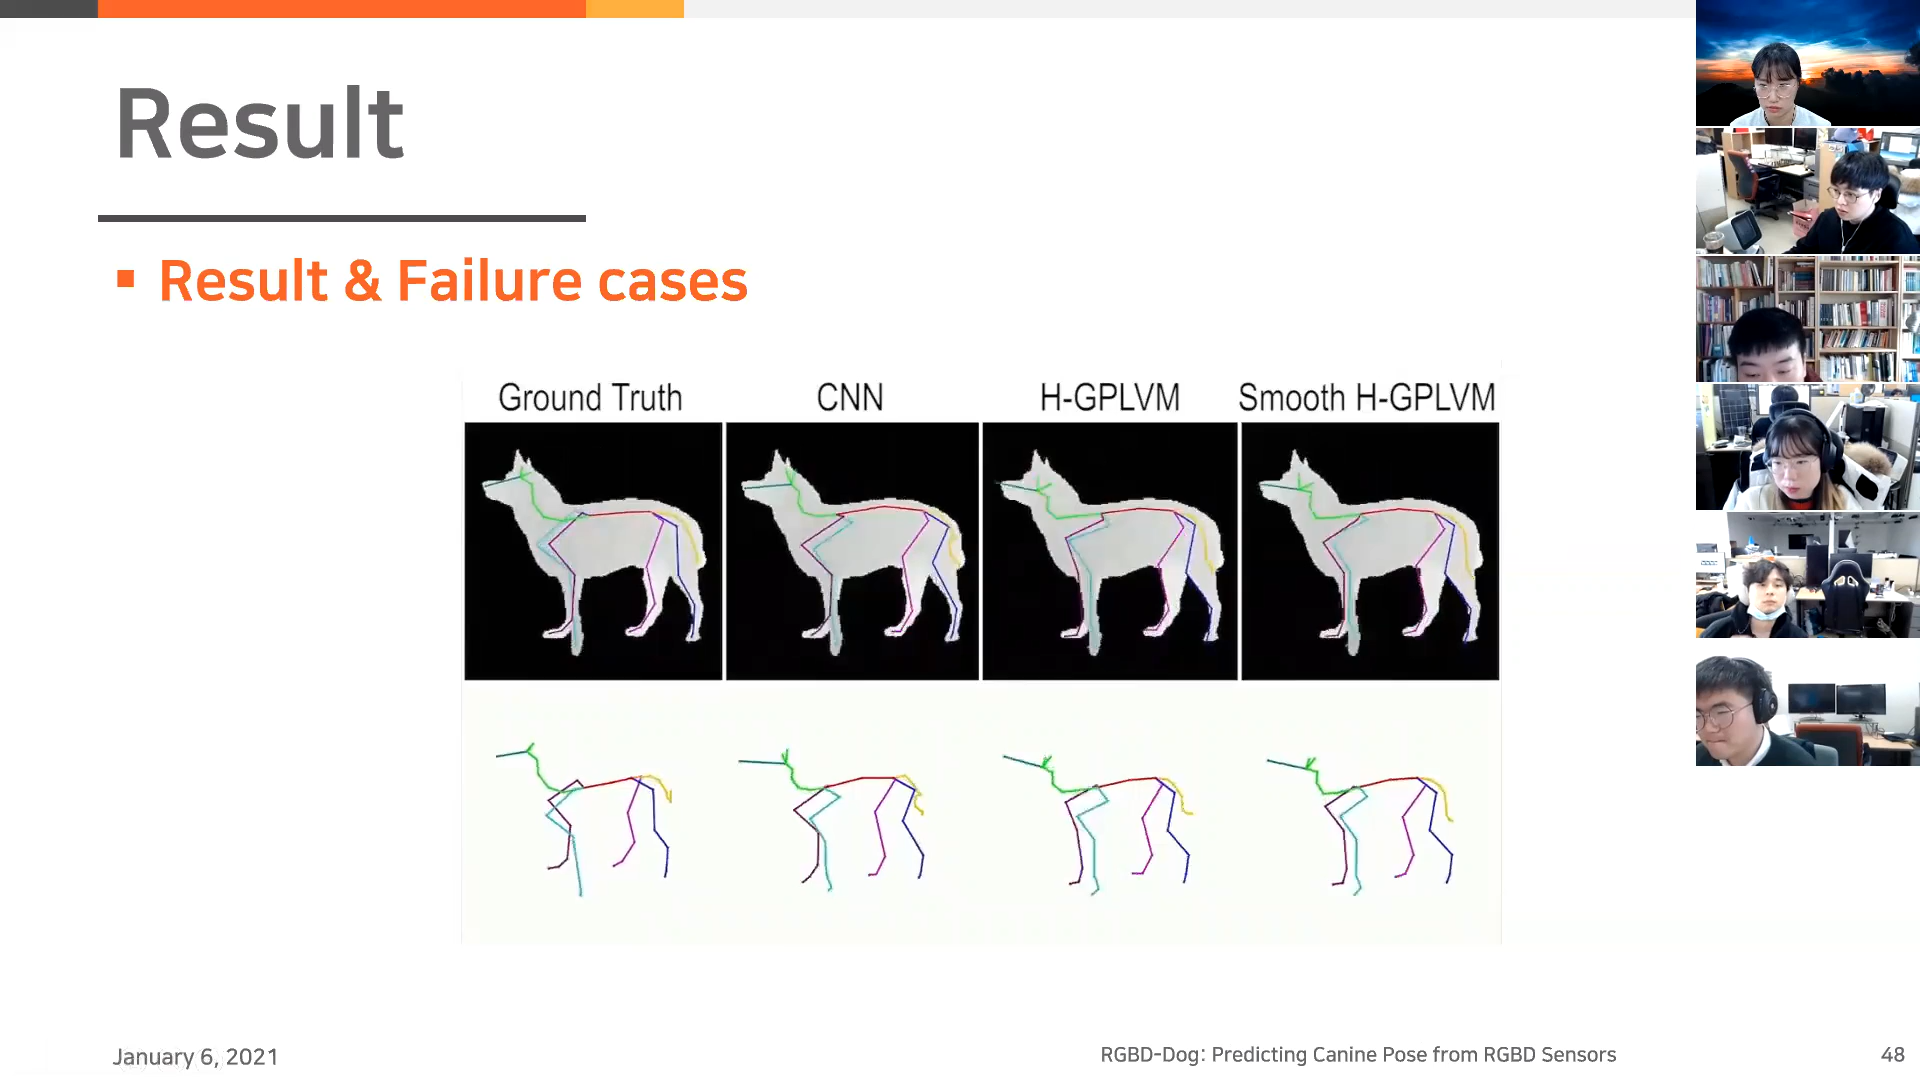 Result
▪ Result & Failure cases
Ground Truth CNN H-GPLVM Smooth H-GPLVM
January 6, 2021
RGBD-Dog: Predicting Canine Pose from RGBD Sensors
48